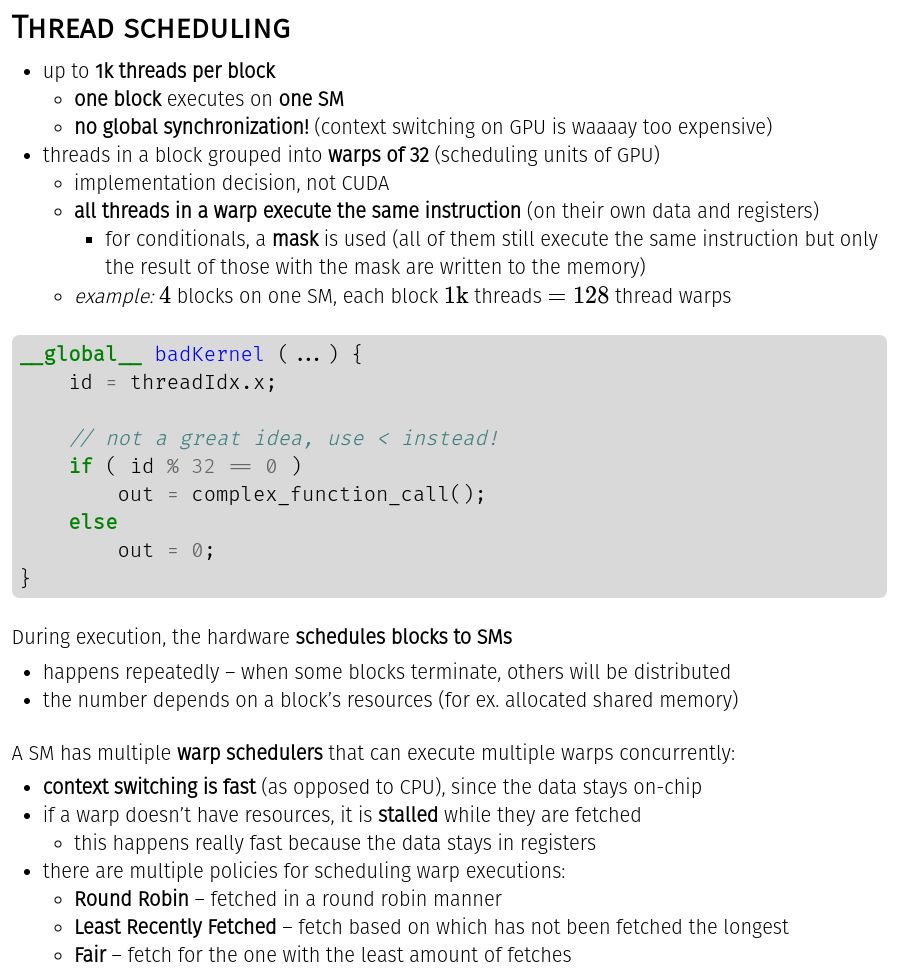 THREAD SCHEDULING
• up to 1k threads per block
◦ one block executes on one SM
◦ no global synchronization! (context switching on GPU is waaaay too expensive)
• threads in a block grouped into warps of 32 (scheduling units of GPU)
◦ implementation decision, not CUDA
◦ all threads in a warp execute the same instruction (on their own data and registers)
▪ for conditionals, a mask is used (all of them still execute the same instruction but only
the result of those with the mask are written to the memory)
◦ example: 4 blocks on one SM, each block 1k threads = 128 thread warps
__global__ badKernel (...) {
    id = threadIdx.x;
    // not a great idea, use < instead!
    if ( id % 32 == 0 )
        out = complex_function_call();
    else
        out = 0;
}
During execution, the hardware schedules blocks to SMs
• happens repeatedly – when some blocks terminate, others will be distributed
• the number depends on a block’s resources (for ex. allocated shared memory)
A SM has multiple warp schedulers that can execute multiple warps concurrently:
• context switching is fast (as opposed to CPU), since the data stays on-chip
• if a warp doesn’t have resources, it is stalled while they are fetched
◦ this happens really fast because the data stays in registers
• there are multiple policies for scheduling warp executions:
◦ Round Robin – fetched in a round robin manner
◦ Least Recently Fetched – fetch based on which has not been fetched the longest
◦ Fair – fetch for the one with the least amount of fetches